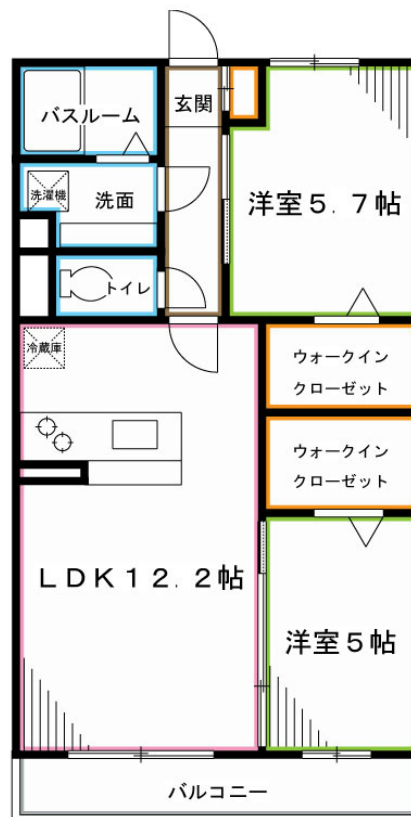 玄関
バスルーム
洗濯機
洗面
洋室5.7帖
トイレ
冷蔵庫
ウォークイン
クローゼット
ウォークイン
クローゼット
LDK12.2帖
洋室5帖
バルコニー